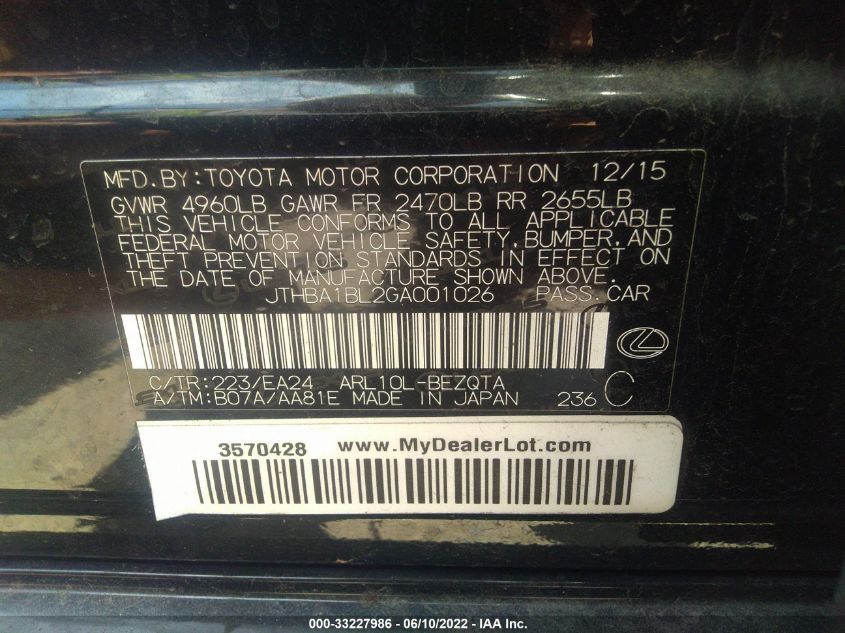 MFD.BY:TOYOTA MOTOR CORPORATION 12/15
GVWR 4960LB GAWR FR 2470LB RR 2655LB
THIS VEHICLE CONFORMS TO ALL APPLICABLE
FEDERAL MOTOR VEHICLE SAFETY,BUMPER,AND
THEFT PREVENTION STANDARDS IN EFFECT ON
THE DATE OF MANUFACTURE SHOWN ABOVE.
JTHBA1BL2GA001026 PASS.CAR
C/TR:223/EA24 ARL10L-BEZQTA
A/TM:B07A/AA81E MADE IN JAPAN 236 C
3570428 www.MyDealerLot.com
000-33227986 - 06/10/2022 - IAA Inc.